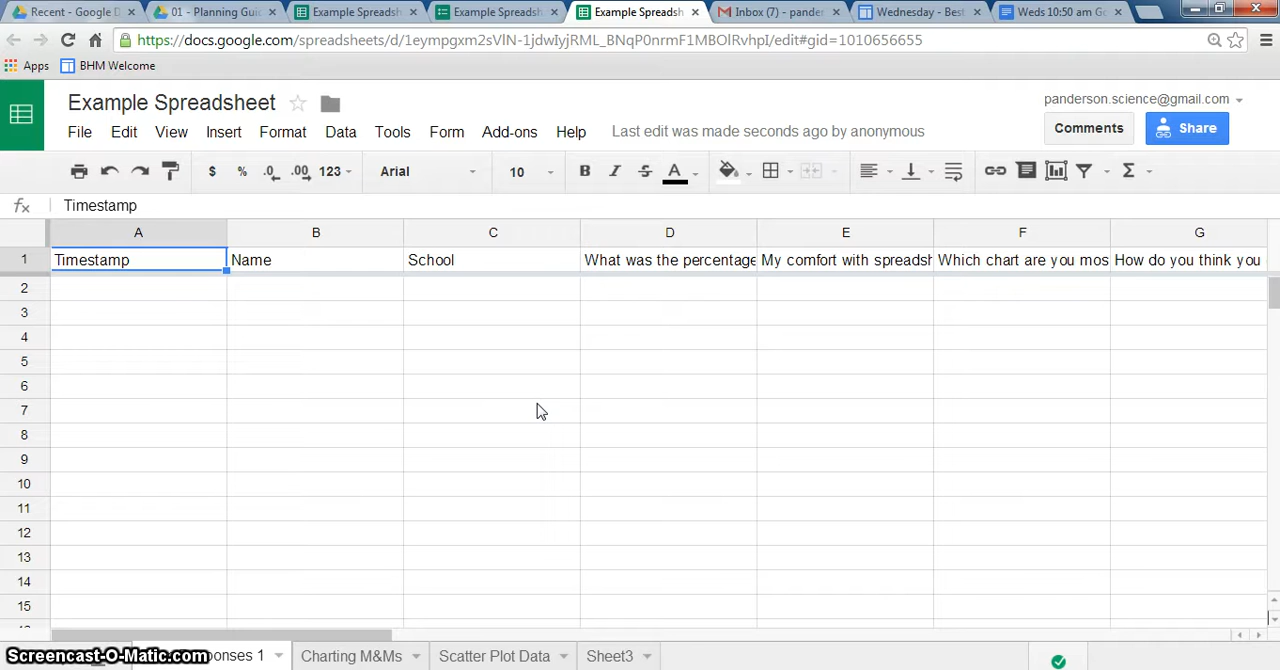 Recent - Google D 01 - Planning Guid Example Spreadsh Example Spreadsh Example Spreadsh Inbox (7) - pander Wednesday - Best Weds 10:50 am Go
https://docs.google.com/spreadsheets/d/1eympgxm2sVlN-1jdwIyjRML_BNqP0nrmF1MBOlRvhpI/edit#gid=1010656655
Apps BHM Welcome
Example Spreadsheet panderson.science@gmail.com
File Edit View Insert Format Data Tools Form Add-ons Help Last edit was made seconds ago by anonymous Comments Share
$ % .0 .00 123 Arial 10 B I S A Σ
fx Timestamp
A B C D E F G
1 Timestamp Name School What was the percentage My comfort with spreadsh Which chart are you mos How do you think you
2
3
4
5
6
7
8
9
10
11
12
13
14
15
Screencast-O-Matic.com ponses 1 Charting M&Ms Scatter Plot Data Sheet3